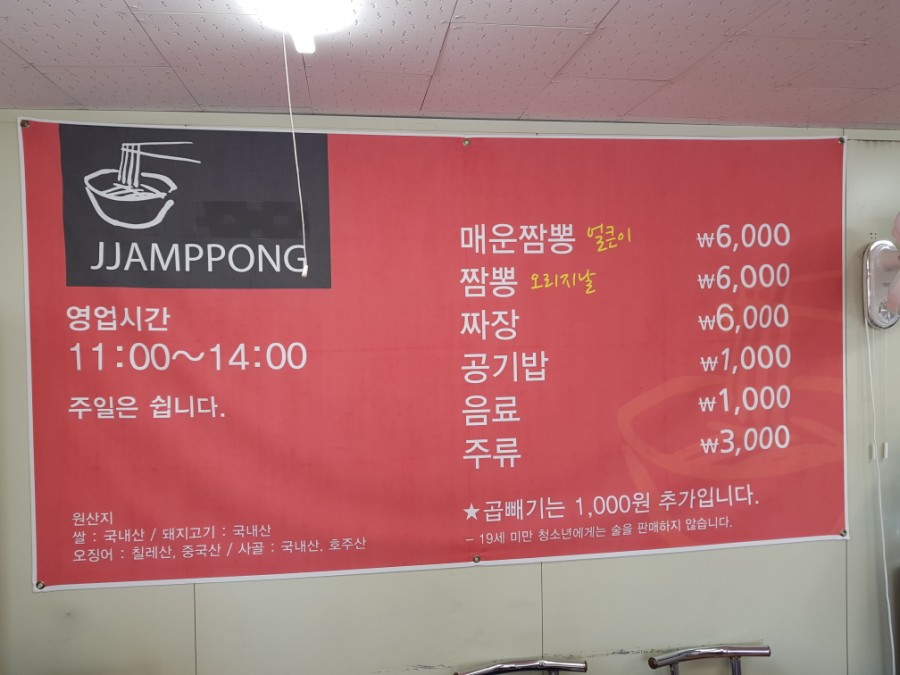 JJAMPPONG
영업시간
11:00~14:00
주일은 쉽니다.
원산지
쌀 : 국내산 / 돼지고기 : 국내산
오징어 : 칠레산, 중국산 / 사골 : 국내산, 호주산
매운짬뽕 얼큰이 ₩6,000
짬뽕 오리지날 ₩6,000
짜장 ₩6,000
공기밥 ₩1,000
음료 ₩1,000
주류 ₩3,000
★곱빼기는 1,000원 추가입니다.
- 19세 미만 청소년에게는 술을 판매하지 않습니다.